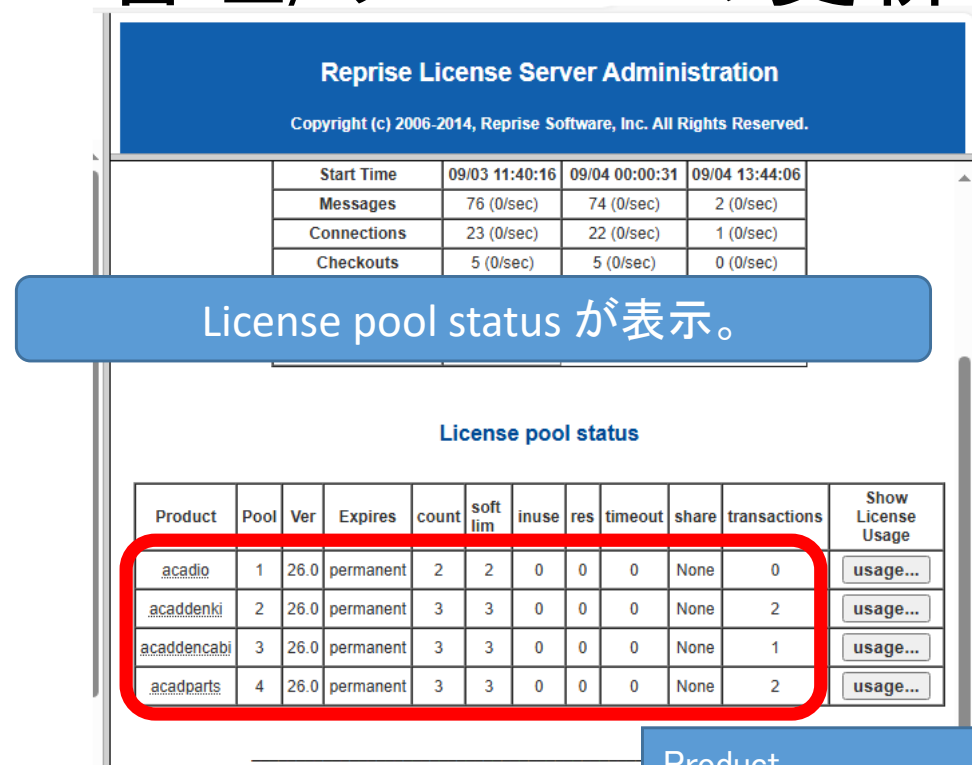 Reprise License Server Administration
Copyright (c) 2006-2014, Reprise Software, Inc. All Rights Reserved.
Start Time 09/03 11:40:16 09/04 00:00:31 09/04 13:44:06
Messages 76 (0/sec) 74 (0/sec) 2 (0/sec)
Connections 23 (0/sec) 22 (0/sec) 1 (0/sec)
Checkouts 5 (0/sec) 5 (0/sec) 0 (0/sec)
License pool status が表示。
License pool status
Product Pool Ver Expires count soft lim inuse res timeout share transactions Show License Usage
acadio 1 26.0 permanent 2 2 0 0 0 None 0 usage...
acaddenki 2 26.0 permanent 3 3 0 0 0 None 2 usage...
acaddencabi 3 26.0 permanent 3 3 0 0 0 None 1 usage...
acadparts 4 26.0 permanent 3 3 0 0 0 None 2 usage...
Product